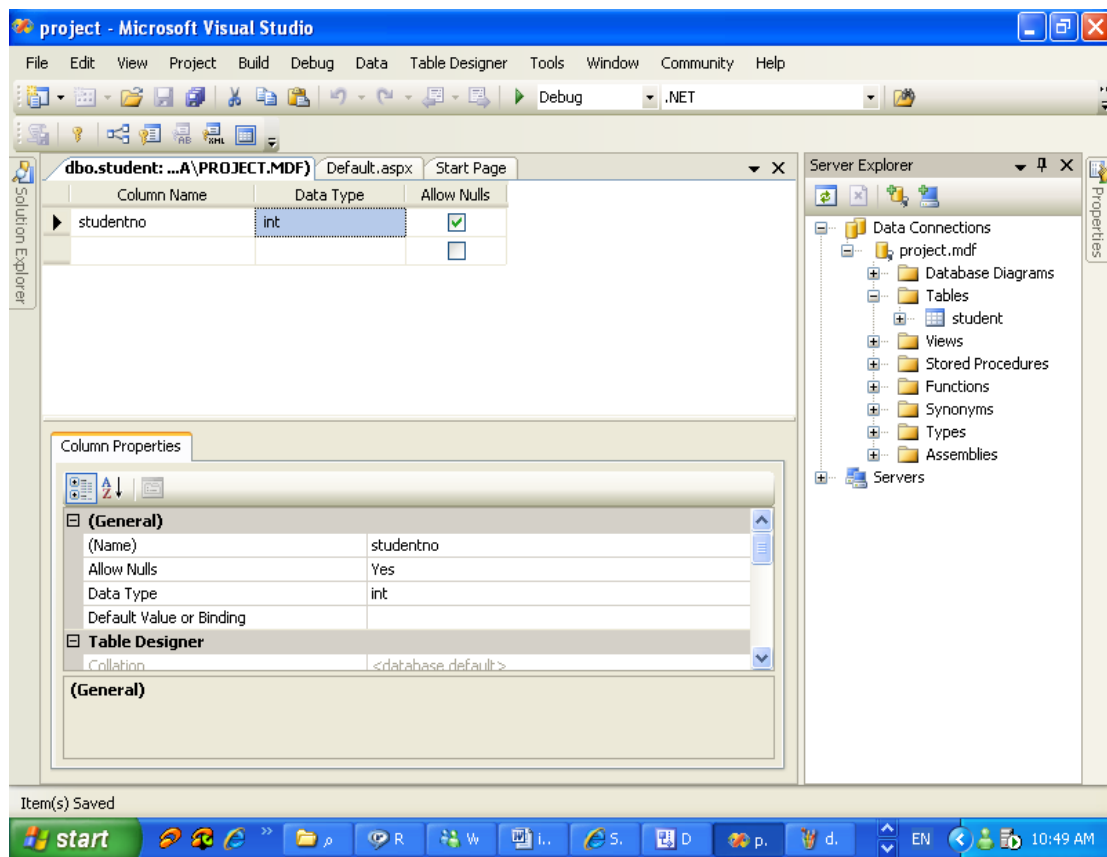 project - Microsoft Visual Studio
File Edit View Project Build Debug Data Table Designer Tools Window Community Help
Debug .NET
dbo.student: ...A\PROJECT.MDF) Default.aspx Start Page
Solution Explorer
Column Name Data Type Allow Nulls
studentno int
Server Explorer
Data Connections
project.mdf
Database Diagrams
Tables
student
Views
Stored Procedures
Functions
Synonyms
Types
Assemblies
Servers
Properties
Column Properties
(General)
(Name) studentno
Allow Nulls Yes
Data Type int
Default Value or Binding
Table Designer
Collation <database default>
(General)
Item(s) Saved
start R W i.. S. D p. d. EN 10:49 AM